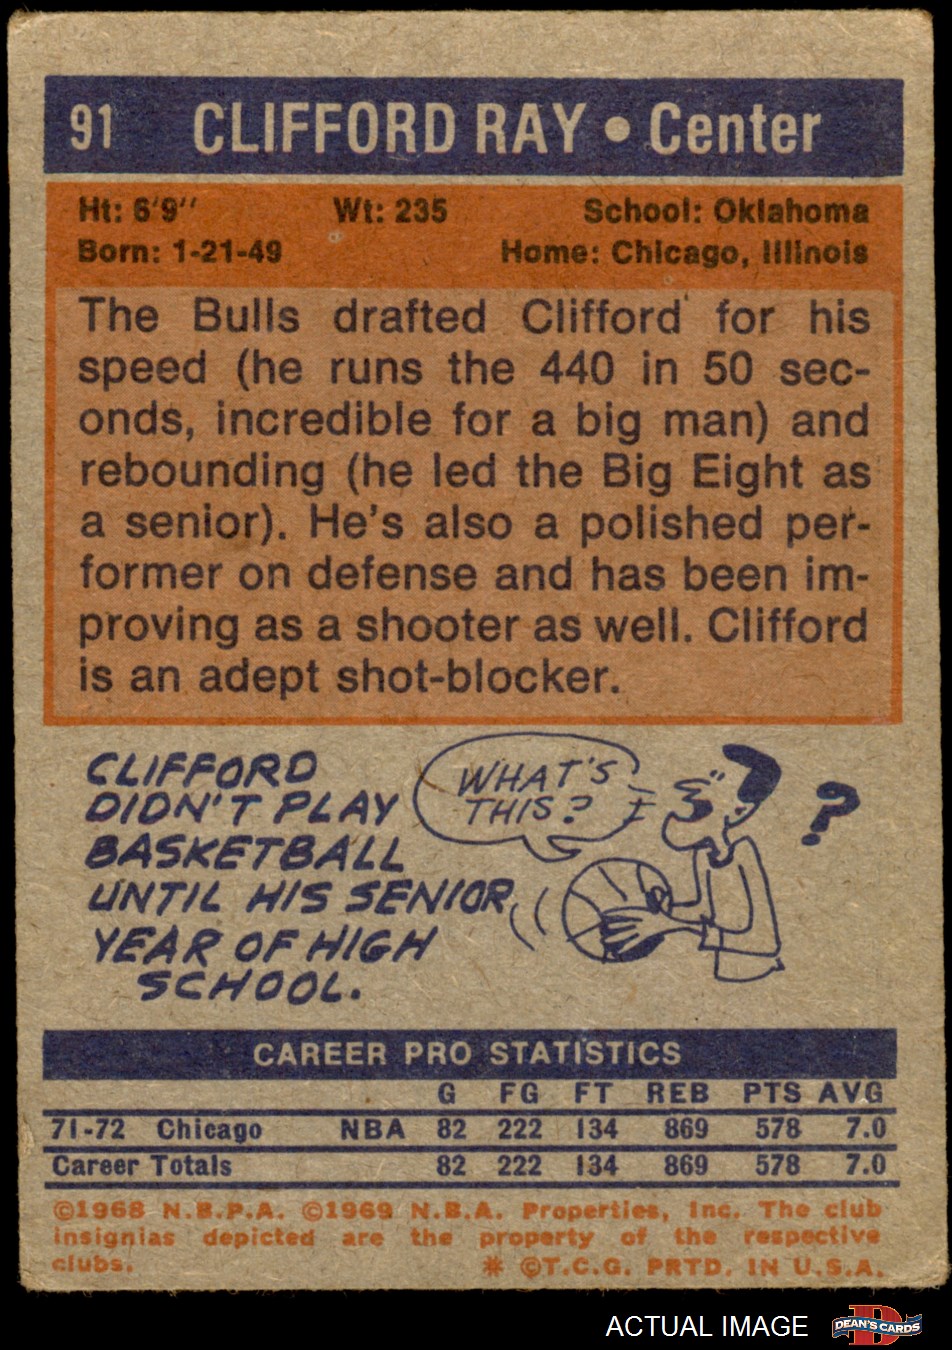 91 CLIFFORD RAY • Center
Ht: 6'9'' Wt: 235 School: Oklahoma
Born: 1-21-49 Home: Chicago, Illinois
The Bulls drafted Clifford for his
speed (he runs the 440 in 50 sec-
onds, incredible for a big man) and
rebounding (he led the Big Eight as
a senior). He's also a polished per-
former on defense and has been im-
proving as a shooter as well. Clifford
is an adept shot-blocker.
CLIFFORD
DIDN'T PLAY
BASKETBALL
UNTIL HIS SENIOR
YEAR OF HIGH
SCHOOL.
WHAT'S
THIS?
?
CAREER PRO STATISTICS
G FG FT REB PTS AVG
71-72 Chicago NBA 82 222 134 869 578 7.0
Career Totals 82 222 134 869 578 7.0
©1968 N.B.P.A. ©1969 N.B.A. Properties, Inc. The club
insignias depicted are the property of the respective
clubs. * ©T.C.G. PRTD. IN U.S.A.
ACTUAL IMAGE
D
DEAN'S CARDS